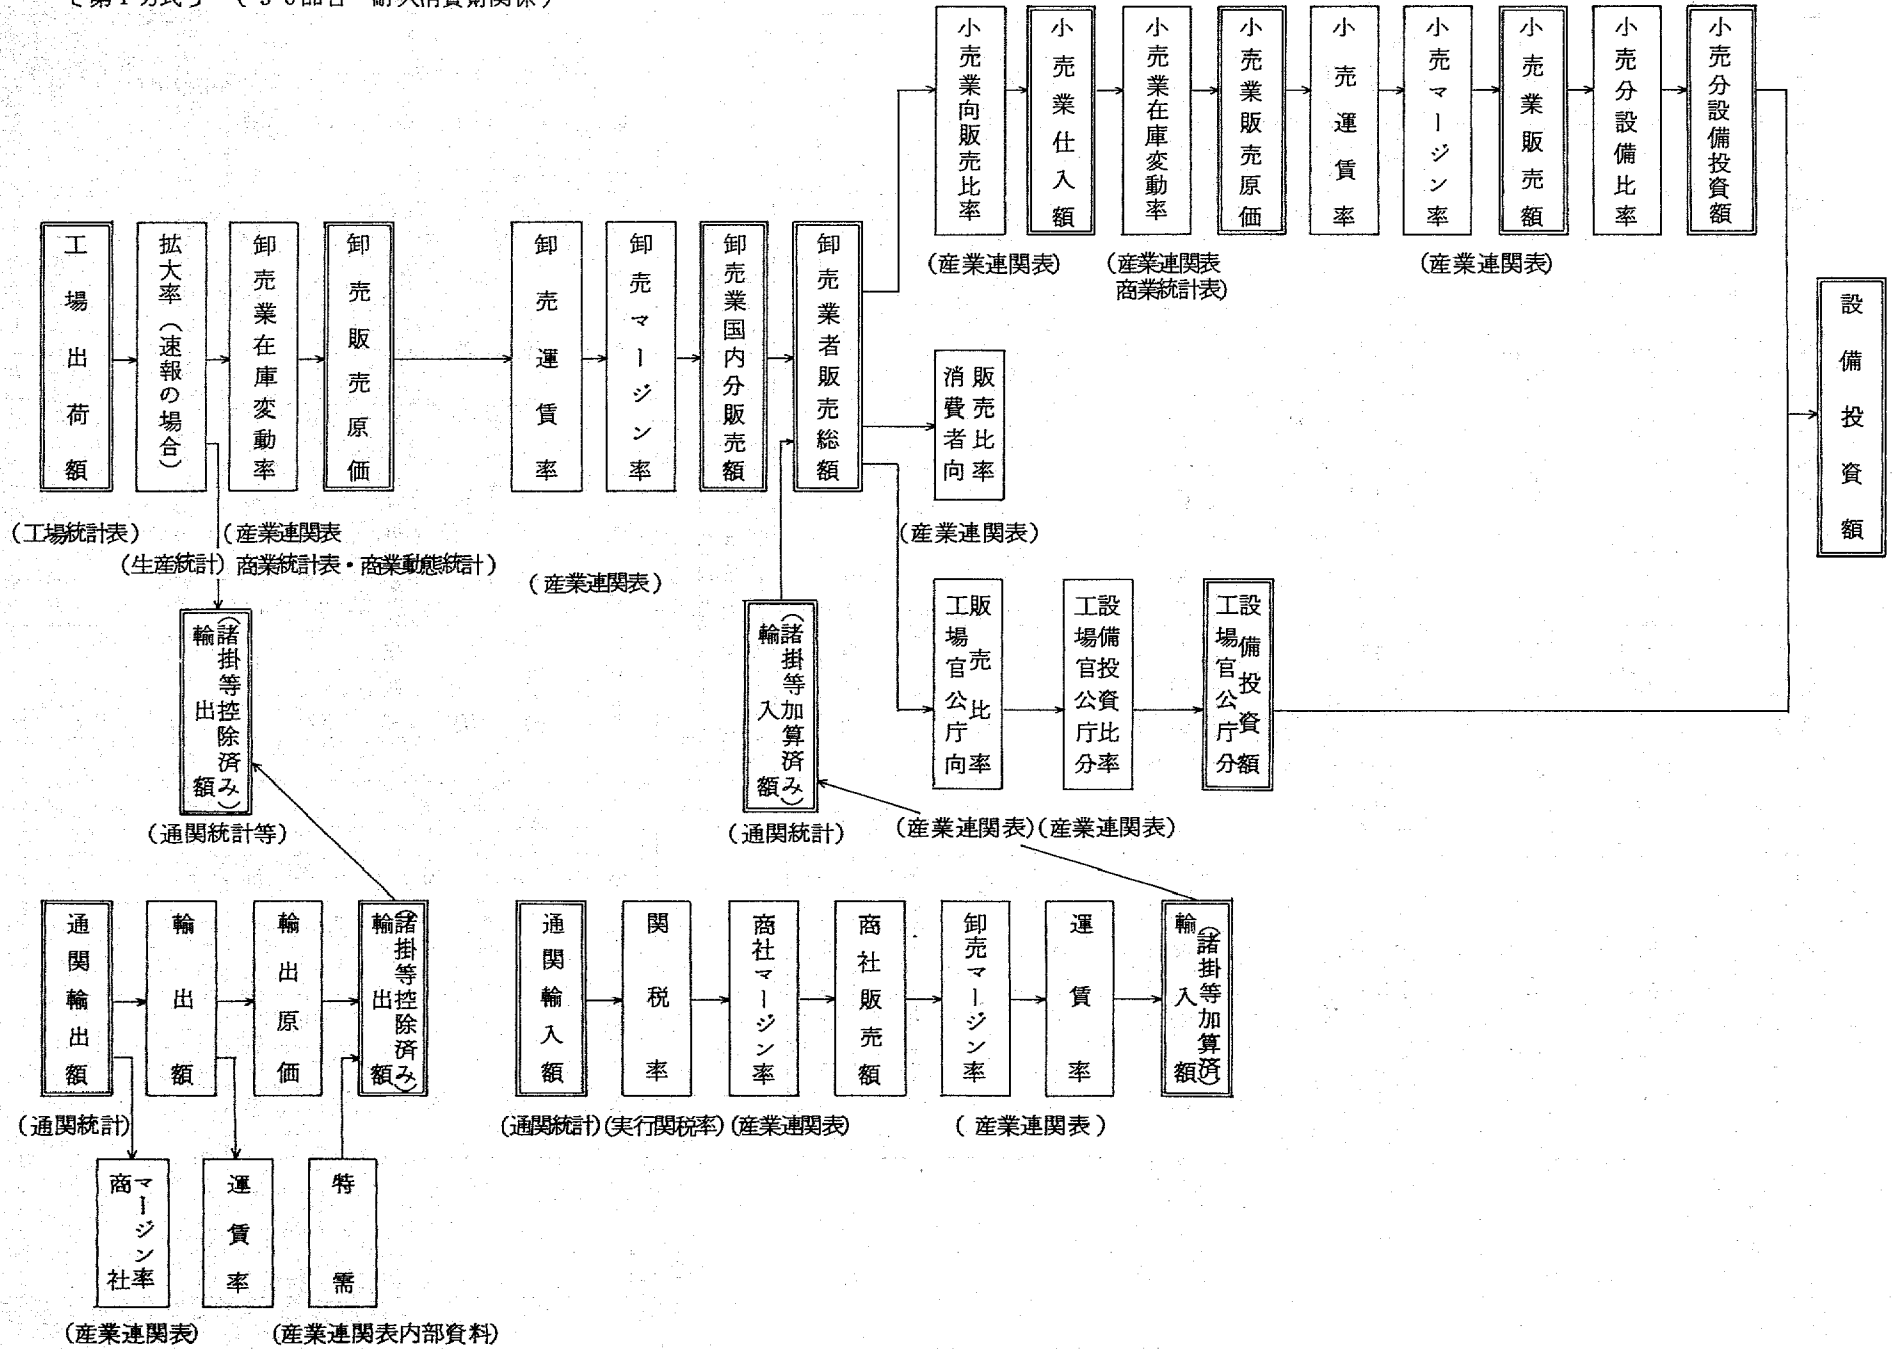 小売業向販売比率
小売業仕入額
小売業在庫変動率
小売業販売原価
小売運賃率
小売マージン率
小売業販売額
小売分設備比率
小売分設備投資額
(産業連関表)
(産業連関表
商業統計表)
(産業連関表)
工場出荷額
拡大率(速報の場合)
卸売業在庫変動率
卸売販売原価
卸売運賃率
卸売マージン率
卸売業国内分販売額
卸売業者販売総額
消費者向
販売比率
設備投資額
(工場統計表)
(生産統計)
(産業連関表
商業統計表・商業動態統計)
(産業連関表)
(産業連関表)
輸出額
(諸掛等控除済み)
輸入額
(諸掛等加算済み)
工場官公庁向
販売比率
工場官公庁分
設備投資比率
工場官公庁分
設備投資額
(通関統計等)
(通関統計)
(産業連関表)(産業連関表)
通関輸出額
輸出額
輸出原価
輸出額
(諸掛等控除済み)
通関輸入額
関税率
商社マージン率
商社販売額
卸売マージン率
運賃率
輸入額
(諸掛等加算済)
(通関統計)
(通関統計)(実行関税率)(産業連関表)
(産業連関表)
商社
マージン率
運賃率
特需
(産業連関表)
(産業連関表内部資料)